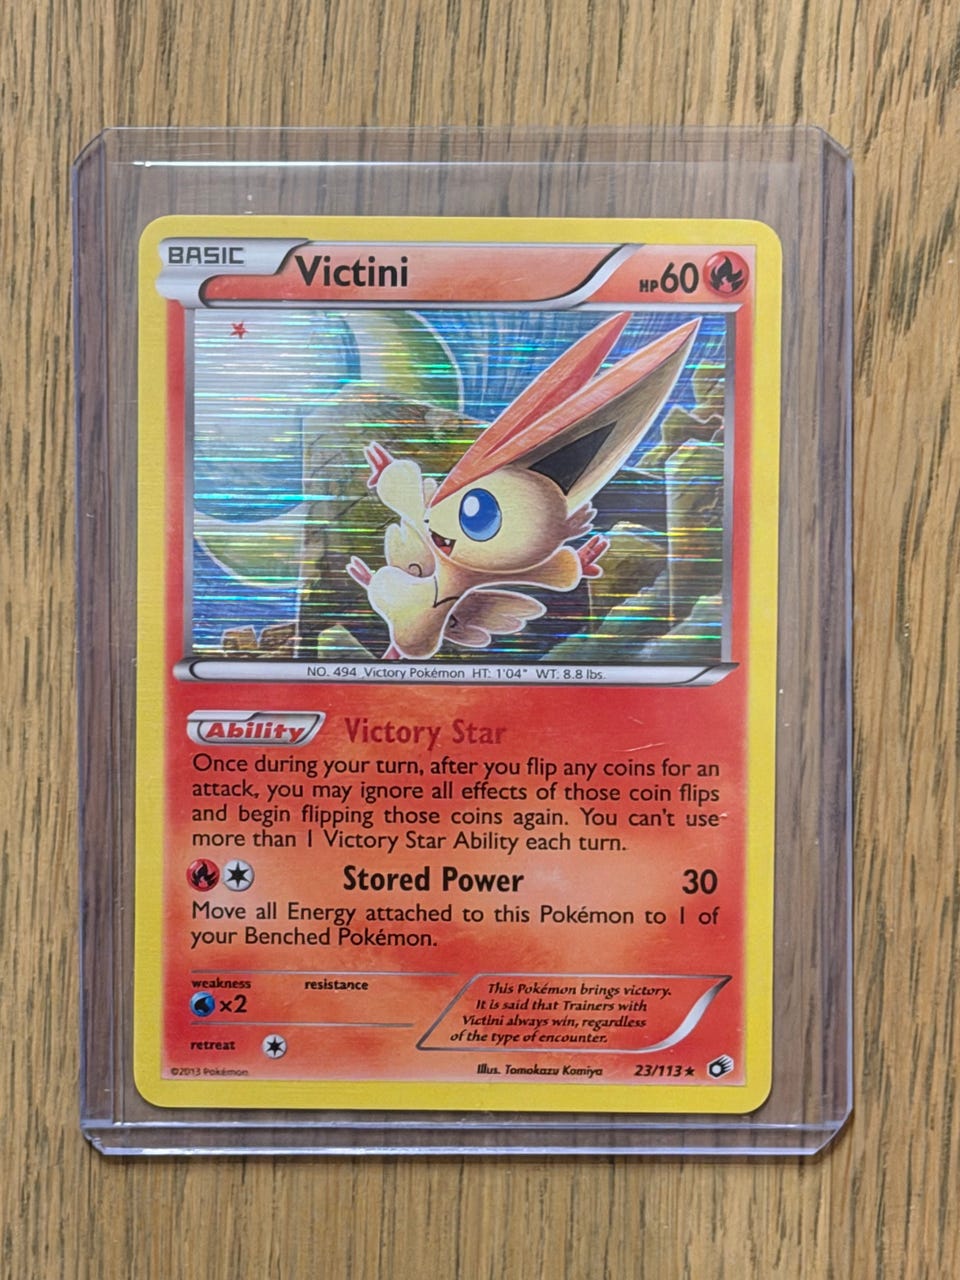 BASIC
Victini
HP60
NO. 494 Victory Pokémon HT: 1'04" WT: 8.8 lbs.
Ability Victory Star
Once during your turn, after you flip any coins for an
attack, you may ignore all effects of those coin flips
and begin flipping those coins again. You can't use
more than 1 Victory Star Ability each turn.
Stored Power 30
Move all Energy attached to this Pokémon to 1 of
your Benched Pokémon.
weakness
×2
resistance
retreat
This Pokémon brings victory.
It is said that Trainers with
Victini always win, regardless
of the type of encounter.
©2013 Pokémon
Illus. Tomokazu Komiya
23/113★